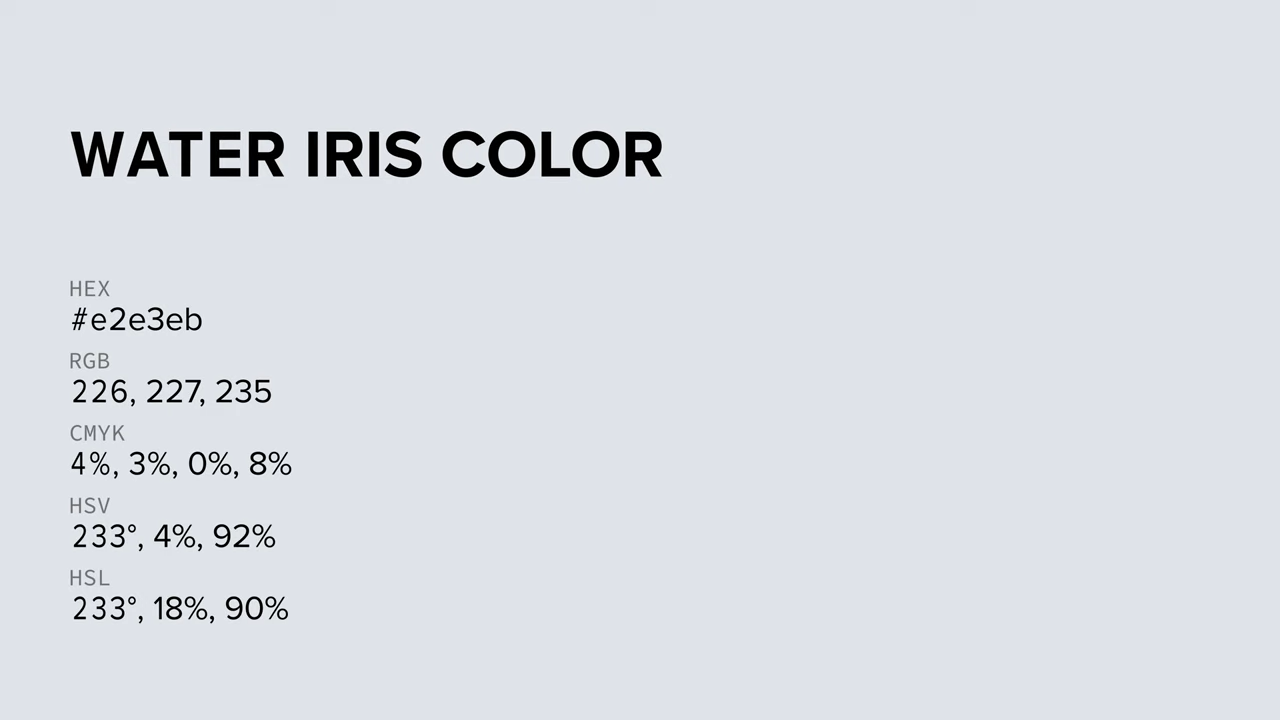 WATER IRIS COLOR
HEX
#e2e3eb
RGB
226, 227, 235
CMYK
4%, 3%, 0%, 8%
HSV
233°, 4%, 92%
HSL
233°, 18%, 90%